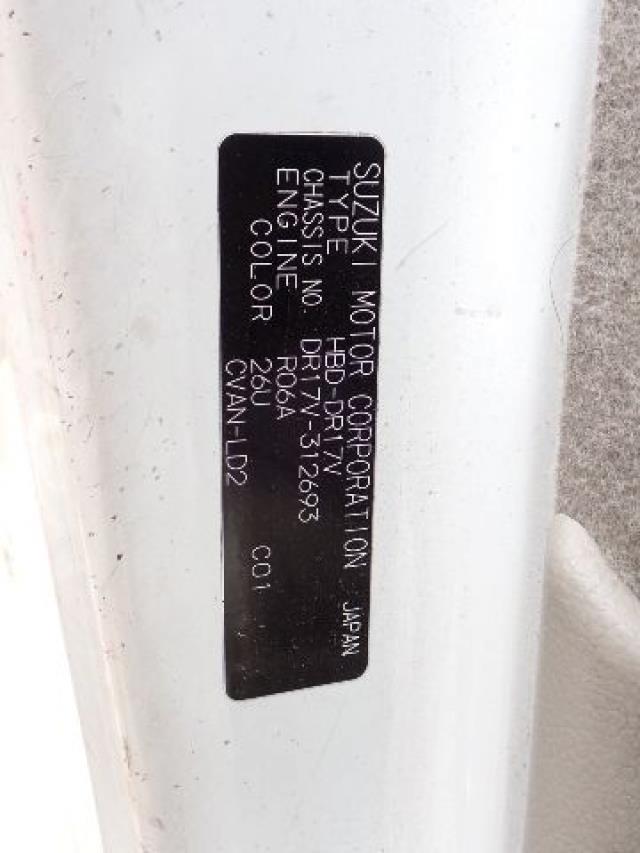 SUZUKI MOTOR CORPORATION JAPAN
TYPE HBD-DR17V
CHASSIS NO. DR17V-312693
ENGINE R06A
COLOR 26U C01
CVAN-LD2